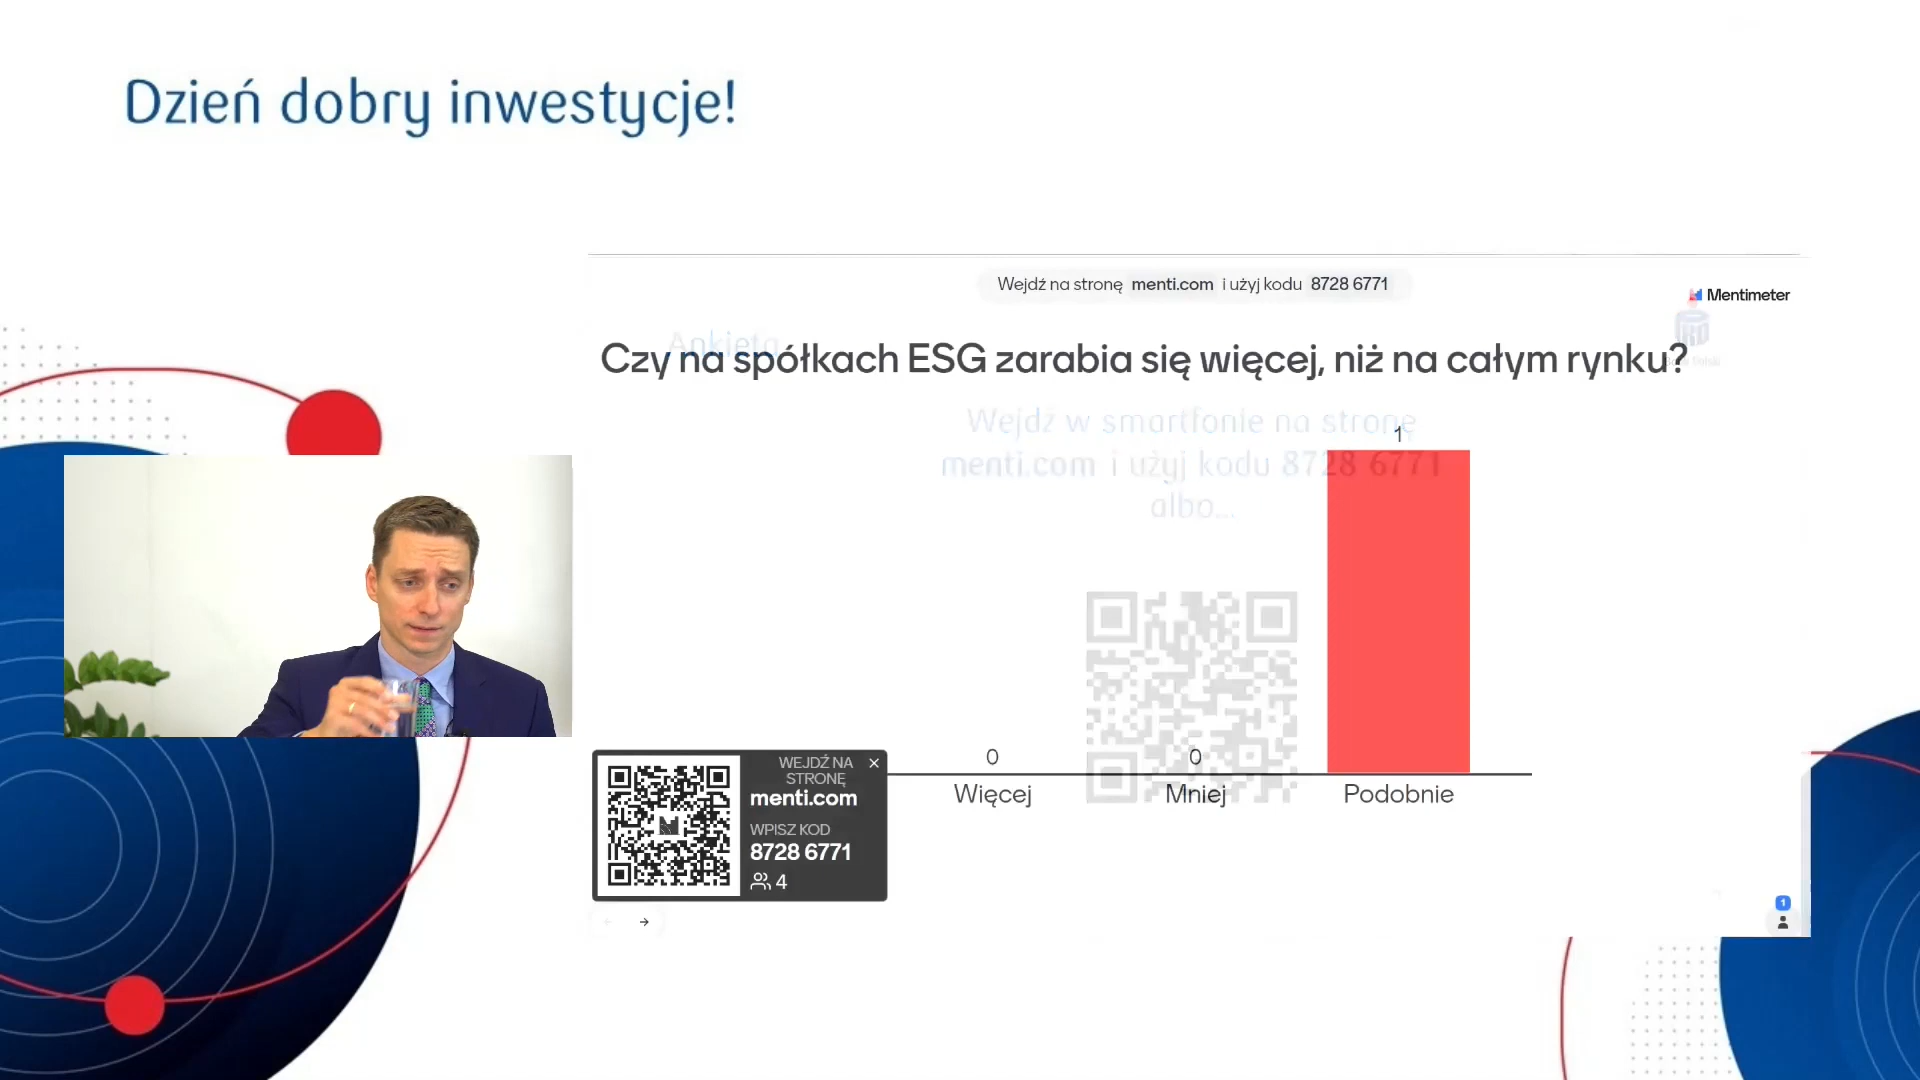 Dzień dobry inwestycje!
Wejdź na stronę menti.com i użyj kodu 8728 6771
Mentimeter
Ankieta
Czy na spółkach ESG zarabia się więcej, niż na całym rynku?
Wejdź w smartfonie na stronę
menti.com i użyj kodu 8728 6771
albo...
1
0
0
Więcej
Mniej
Podobnie
WEJDŹ NA
STRONĘ
menti.com
WPISZ KOD
8728 6771
4
1